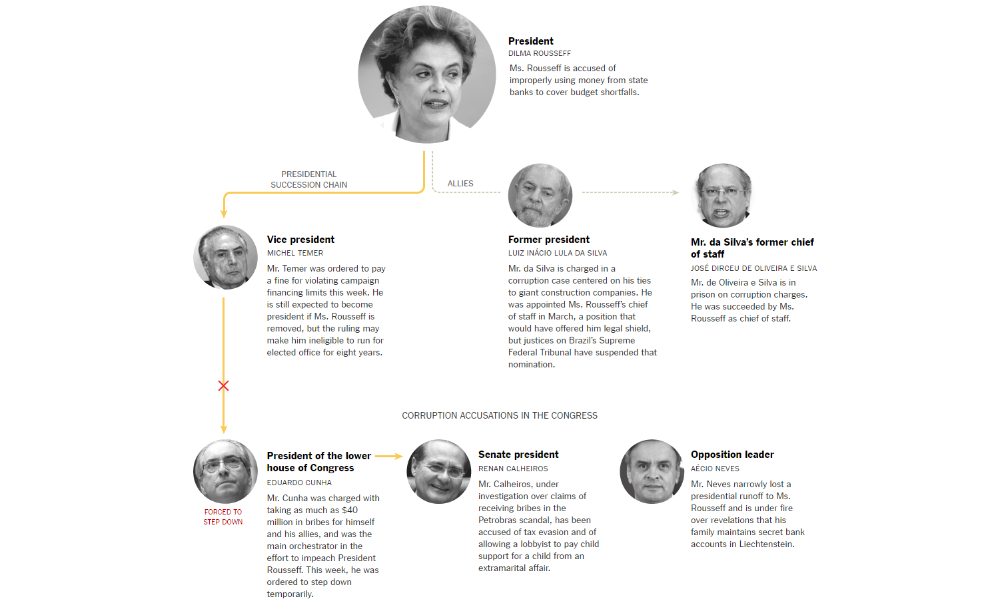 President
DILMA ROUSSEFF
Ms. Rousseff is accused of
improperly using money from state
banks to cover budget shortfalls.
PRESIDENTIAL
SUCCESSION CHAIN
ALLIES
Vice president
MICHEL TEMER
Mr. Temer was ordered to pay
a fine for violating campaign
financing limits this week. He
is still expected to become
president if Ms. Rousseff is
removed, but the ruling may
make him ineligible to run for
elected office for eight years.
Former president
LUIZ INÁCIO LULA DA SILVA
Mr. da Silva is charged in a
corruption case centered on his ties
to giant construction companies. He
was appointed Ms. Rousseff’s chief
of staff in March, a position that
would have offered him legal shield,
but justices on Brazil’s Supreme
Federal Tribunal have suspended that
nomination.
Mr. da Silva’s former chief
of staff
JOSÉ DIRCEU DE OLIVEIRA E SILVA
Mr. de Oliveira e Silva is in
prison on corruption charges.
He was succeeded by Ms.
Rousseff as chief of staff.
CORRUPTION ACCUSATIONS IN THE CONGRESS
FORCED TO
STEP DOWN
President of the lower
house of Congress
EDUARDO CUNHA
Mr. Cunha was charged with
taking as much as $40
million in bribes for himself
and his allies, and was the
main orchestrator in the
effort to impeach President
Rousseff. This week, he was
ordered to step down
temporarily.
Senate president
RENAN CALHEIROS
Mr. Calheiros, under
investigation over claims of
receiving bribes in the
Petrobras scandal, has been
accused of tax evasion and of
allowing a lobbyist to pay child
support for a child from an
extramarital affair.
Opposition leader
AÉCIO NEVES
Mr. Neves narrowly lost a
presidential runoff to Ms.
Rousseff and is under fire
over revelations that his
family maintains secret bank
accounts in Liechtenstein.